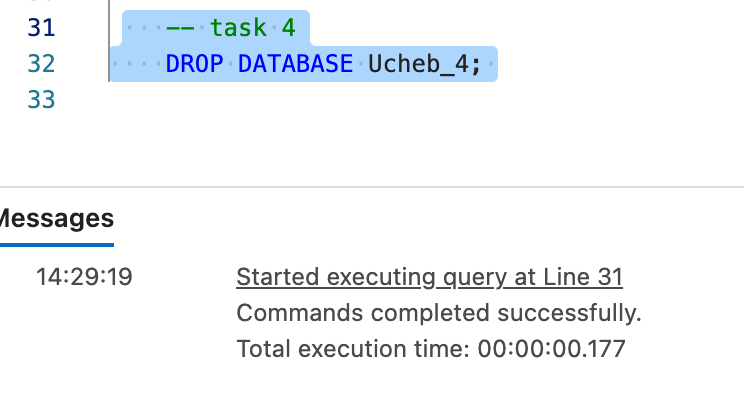 31 -- task 4
32 DROP DATABASE Ucheb_4;
33
Messages
14:29:19 Started executing query at Line 31
Commands completed successfully.
Total execution time: 00:00:00.177